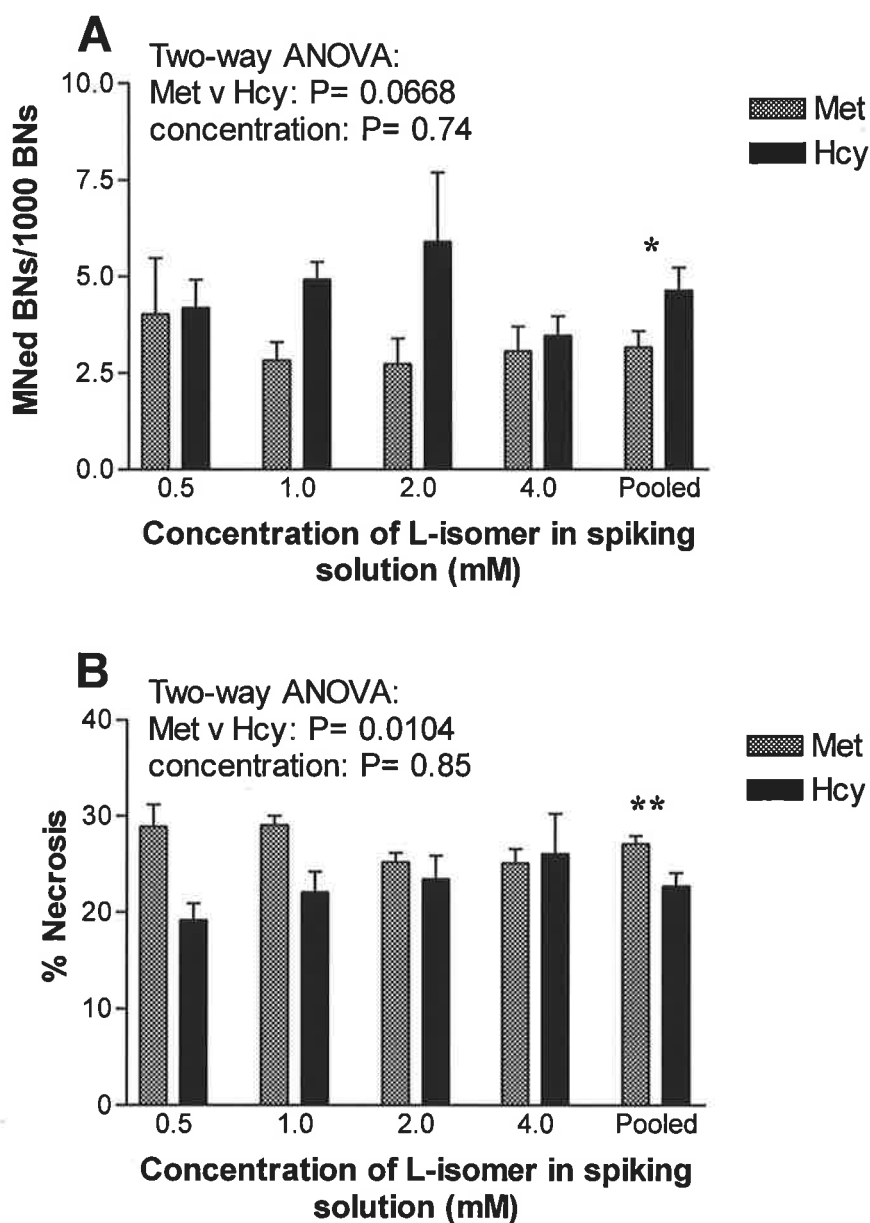 A
Two-way ANOVA:
Met v Hcy: P= 0.0668
concentration: P= 0.74
Met
Hcy
MNed BNs/1000 BNs
10.0
7.5
5.0
2.5
0.0
*
0.5 1.0 2.0 4.0 Pooled
Concentration of L-isomer in spiking
solution (mM)
B
Two-way ANOVA:
Met v Hcy: P= 0.0104
concentration: P= 0.85
Met
Hcy
% Necrosis
40
30
20
10
0
**
0.5 1.0 2.0 4.0 Pooled
Concentration of L-isomer in spiking
solution (mM)